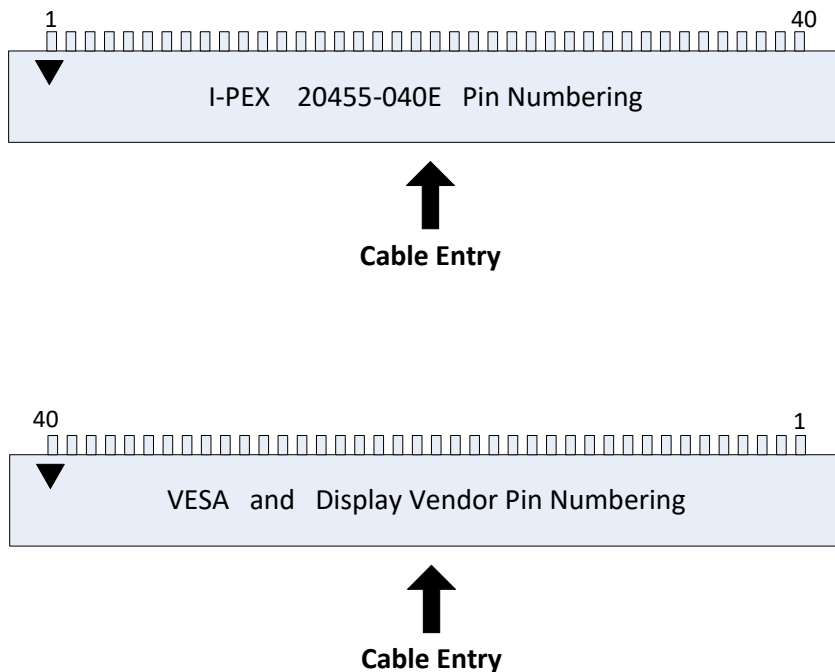 1 40
I-PEX 20455-040E Pin Numbering
Cable Entry
40 1
VESA and Display Vendor Pin Numbering
Cable Entry